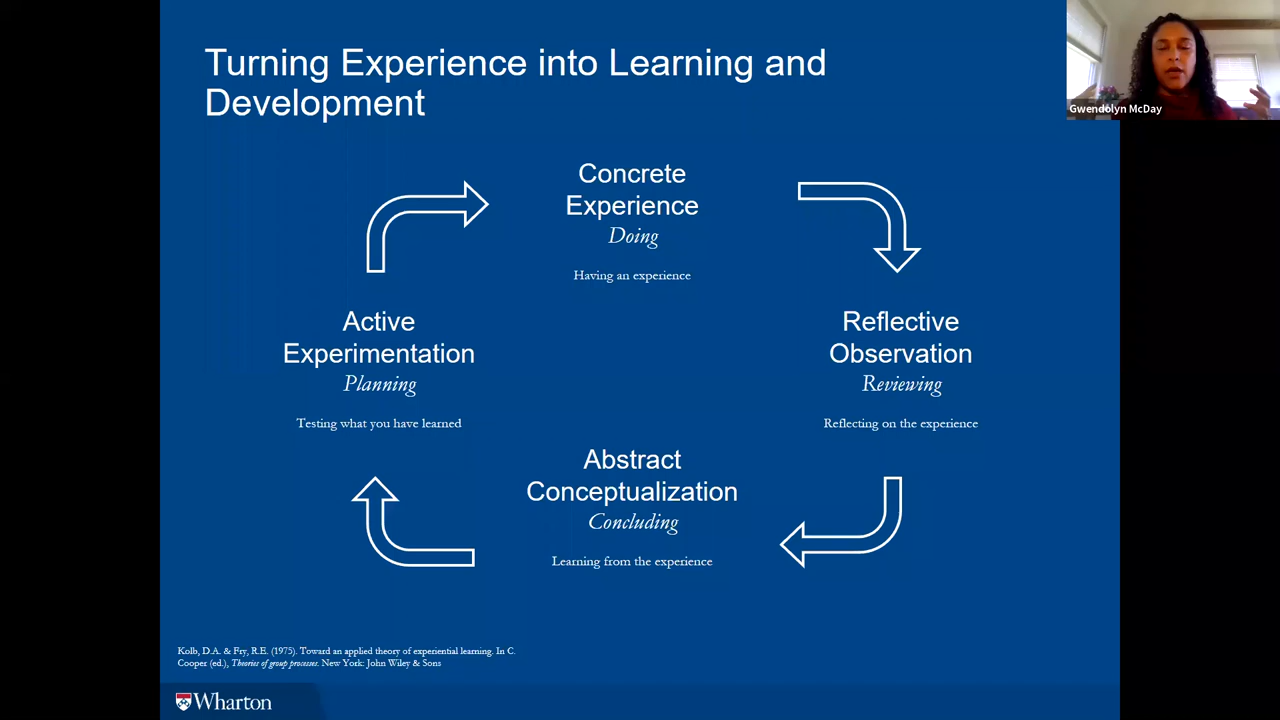 Turning Experience into Learning and
Development
Gwendolyn McDay
Concrete
Experience
Doing
Having an experience
Active
Experimentation
Planning
Testing what you have learned
Reflective
Observation
Reviewing
Reflecting on the experience
Abstract
Conceptualization
Concluding
Learning from the experience
Kolb, D.A. & Fry, R.E. (1975). Toward an applied theory of experiential learning. In C.
Cooper (ed.), Theories of group processes. New York: John Wiley & Sons
Wharton